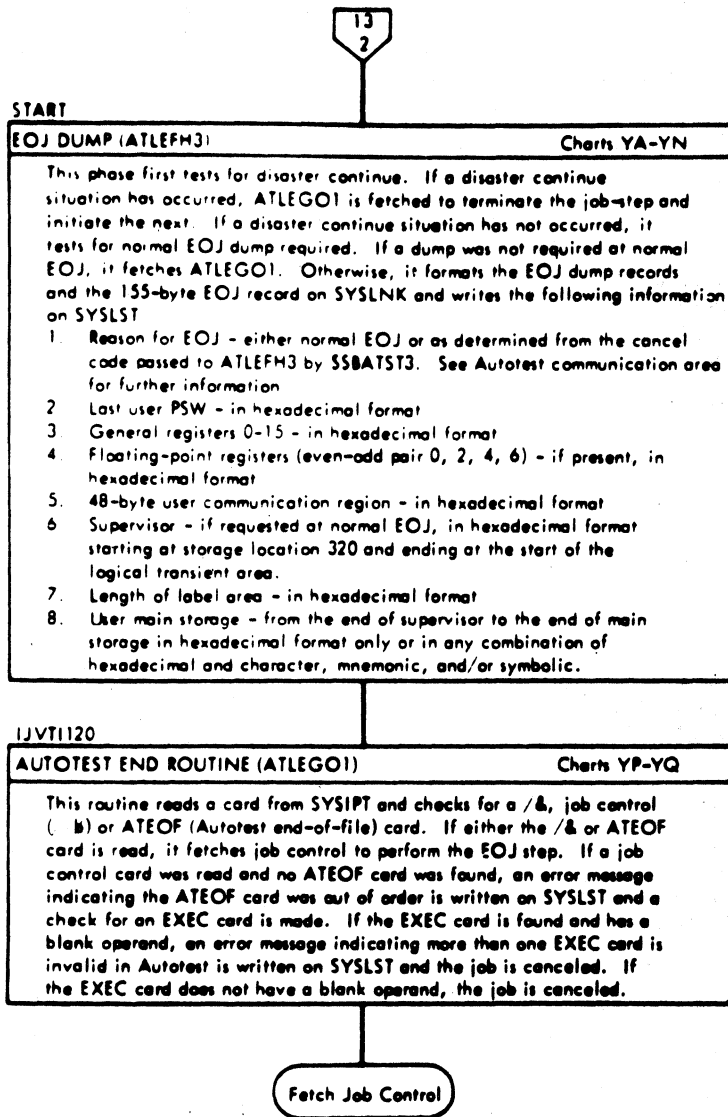 13
2
START
EOJ DUMP (ATLEFH3) Charts YA-YN
This phase first tests for disaster continue. If a disaster continue
situation has occurred, ATLEGO1 is fetched to terminate the job-step and
initiate the next. If a disaster continue situation has not occurred, it
tests for normal EOJ dump required. If a dump was not required at normal
EOJ, it fetches ATLEGO1. Otherwise, it formats the EOJ dump records
and the 155-byte EOJ record on SYSLNK and writes the following information
on SYSLST
1. Reason for EOJ - either normal EOJ or as determined from the cancel
code passed to ATLEFH3 by SSBATST3. See Autotest communication area
for further information
2 Last user PSW - in hexadecimal format
3. General registers 0-15 - in hexadecimal format
4. Floating-point registers (even-odd pair 0, 2, 4, 6) - if present, in
hexadecimal format
5. 48-byte user communication region - in hexadecimal format
6 Supervisor - if requested at normal EOJ, in hexadecimal format
starting at storage location 320 and ending at the start of the
logical transient area.
7. Length of label area - in hexadecimal format
8. User main storage - from the end of supervisor to the end of main
storage in hexadecimal format only or in any combination of
hexadecimal and character, mnemonic, and/or symbolic.
IJVTI120
AUTOTEST END ROUTINE (ATLEGO1) Charts YP-YQ
This routine reads a card from SYSIPT and checks for a /&, job control
( b) or ATEOF (Autotest end-of-file) card. If either the /& or ATEOF
card is read, it fetches job control to perform the EOJ step. If a job
control card was read and no ATEOF card was found, an error message
indicating the ATEOF card was out of order is written on SYSLST and a
check for an EXEC card is made. If the EXEC card is found and has a
blank operand, an error message indicating more than one EXEC card is
invalid in Autotest is written on SYSLST and the job is canceled. If
the EXEC card does not have a blank operand, the job is canceled.
Fetch Job Control